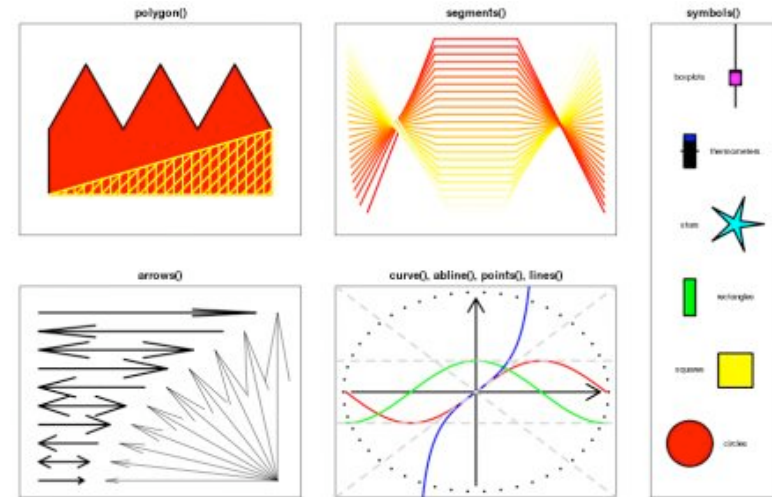 polygon()
segments()
symbols()
boxplots
thermometers
stars
rectangles
squares
circles
arrows()
curve(), abline(), points(), lines()